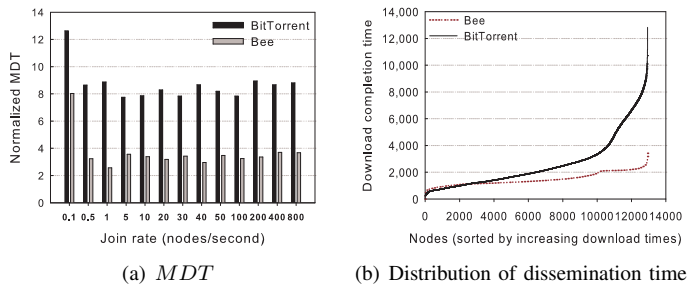 14
12
10
8
6
4
2
0
Normalized MDT
BitTorrent
Bee
0.1 0.5 1 5 10 20 30 40 50 100 200 400 800
Join rate (nodes/second)
(a) MDT
14,000
12,000
10,000
8,000
6,000
4,000
2,000
0
Download completion time
Bee
BitTorrent
0 2000 4000 6000 8000 10000 12000 14000
Nodes (sorted by increasing download times)
(b) Distribution of dissemination time